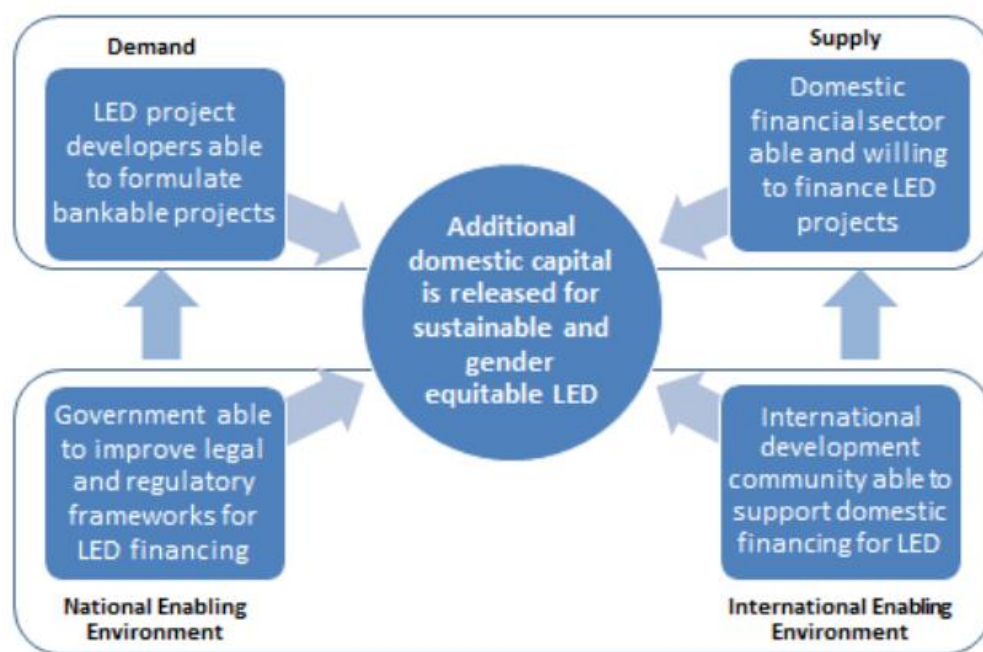 Demand
LED project
developers able
to formulate
bankable projects
Supply
Domestic
financial sector
able and willing
to finance LED
projects
Additional
domestic capital
is released for
sustainable and
gender
equitable LED
Government able
to improve legal
and regulatory
frameworks for
LED financing
National Enabling
Environment
International
development
community able to
support domestic
financing for LED
International Enabling
Environment